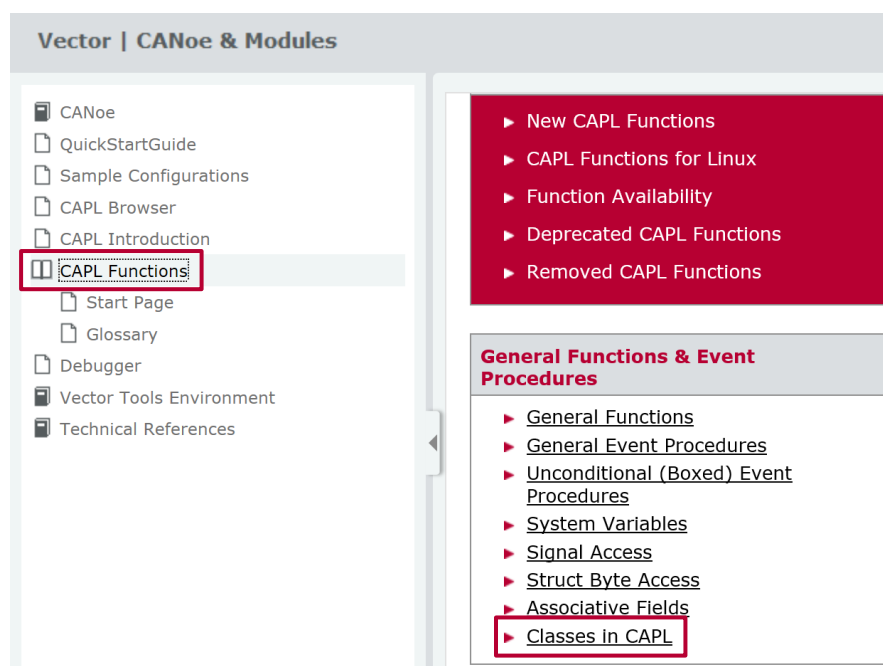 Vector | CANoe & Modules
CANoe
QuickStartGuide
Sample Configurations
CAPL Browser
CAPL Introduction
CAPL Functions
Start Page
Glossary
Debugger
Vector Tools Environment
Technical References
New CAPL Functions
CAPL Functions for Linux
Function Availability
Deprecated CAPL Functions
Removed CAPL Functions
General Functions & Event
Procedures
General Functions
General Event Procedures
Unconditional (Boxed) Event
Procedures
System Variables
Signal Access
Struct Byte Access
Associative Fields
Classes in CAPL